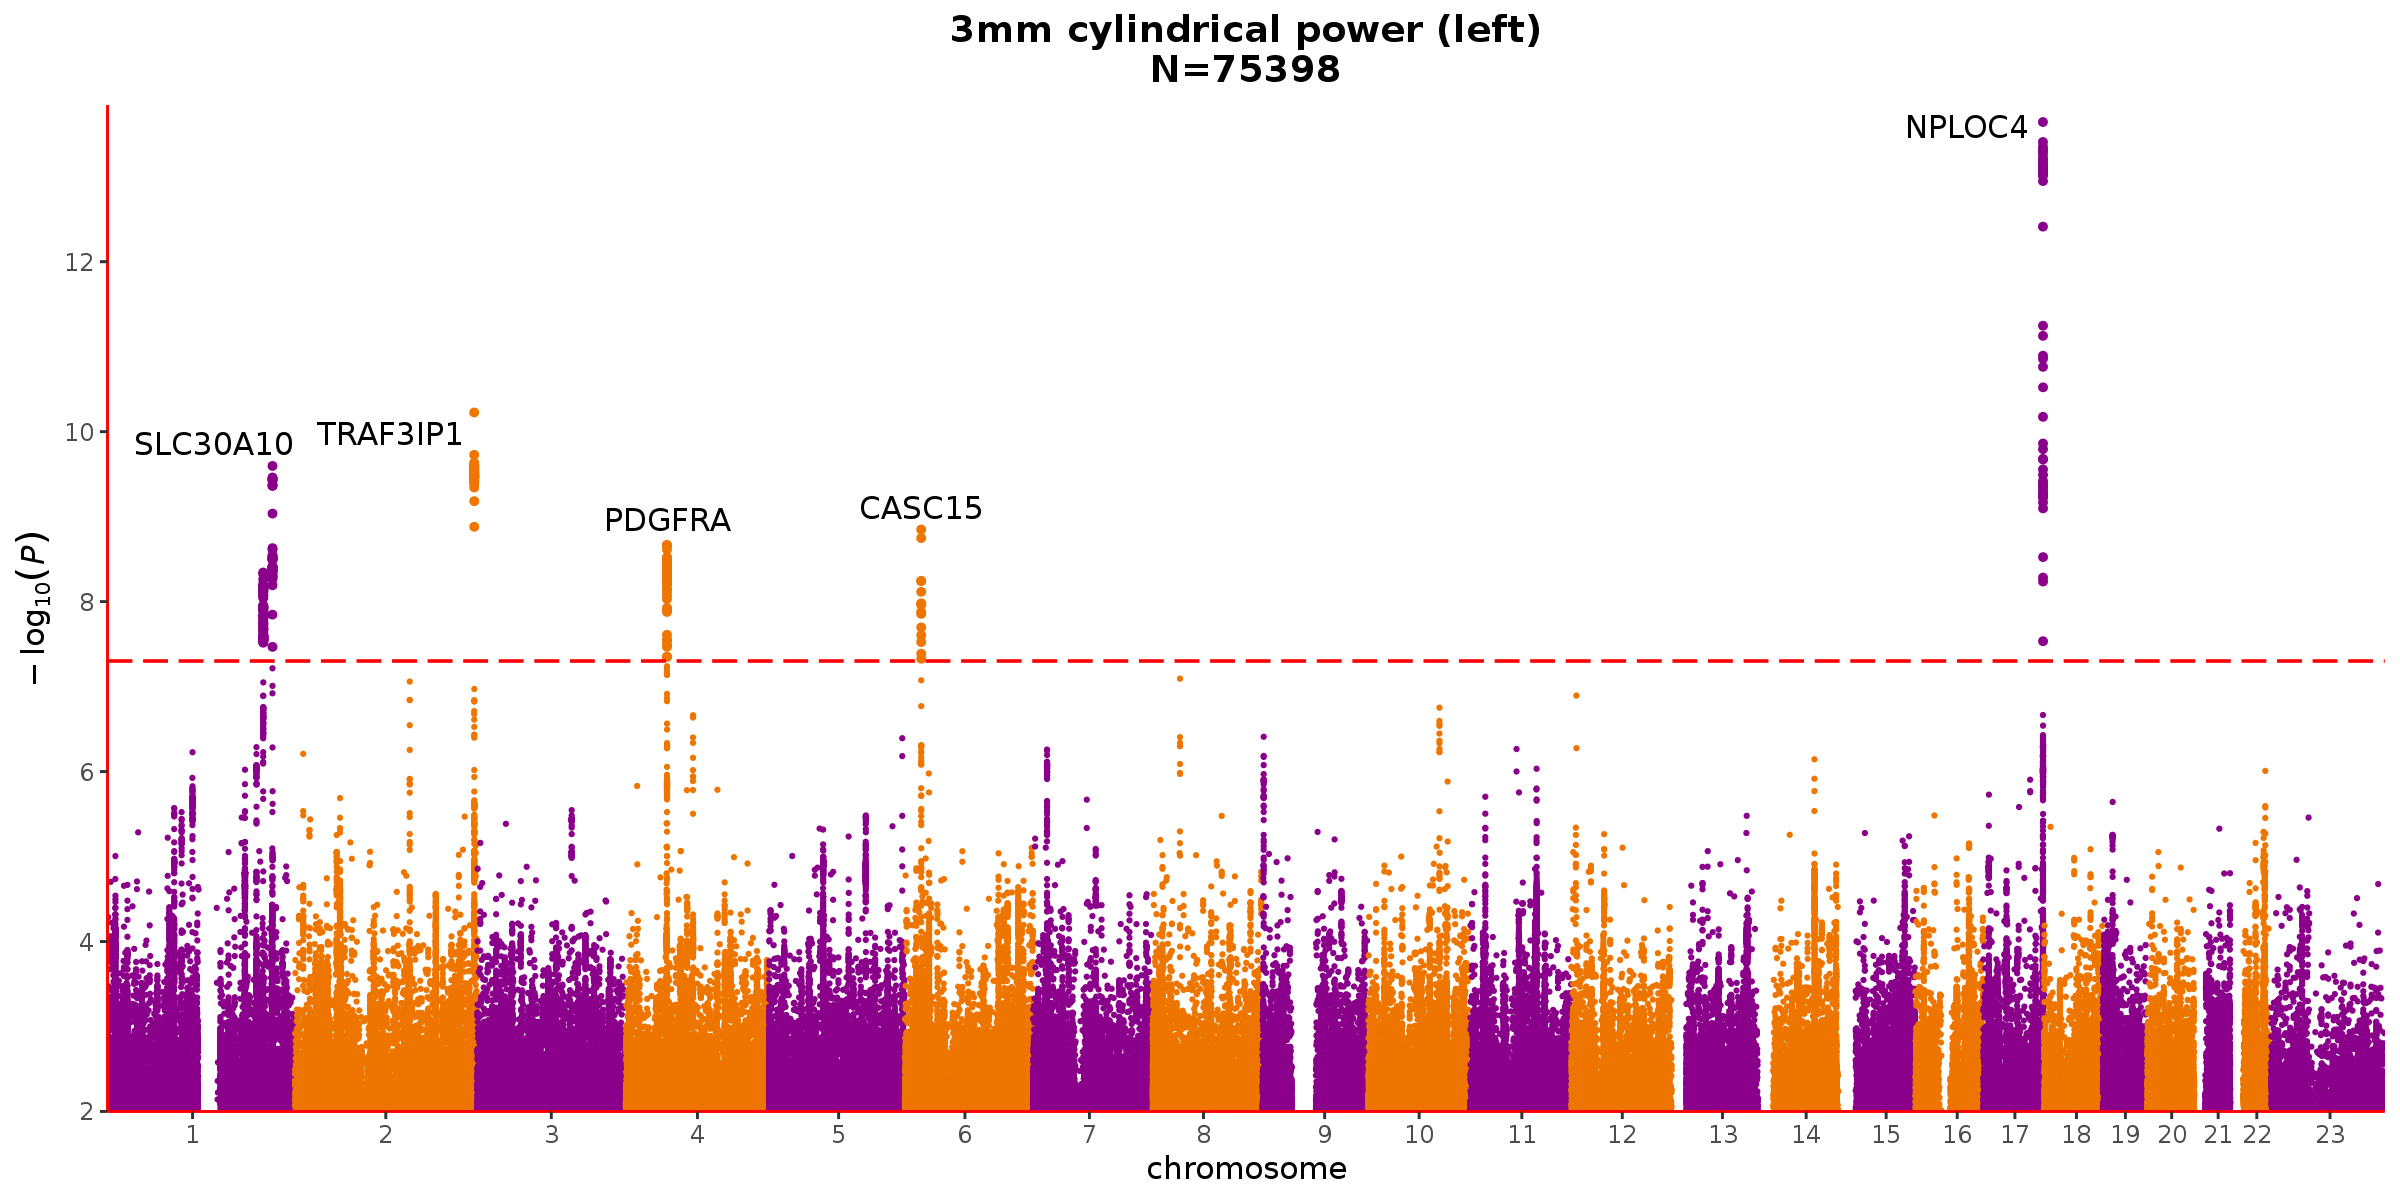 3mm cylindrical power (left)
N=75398
NPLOC4
12
10
SLC30A10
TRAF3IP1
PDGFRA
CASC15
−log10(P)
8
6
4
2
1 2 3 4 5 6 7 8 9 10 11 12 13 14 15 16 17 18 19 20 21 22 23
chromosome